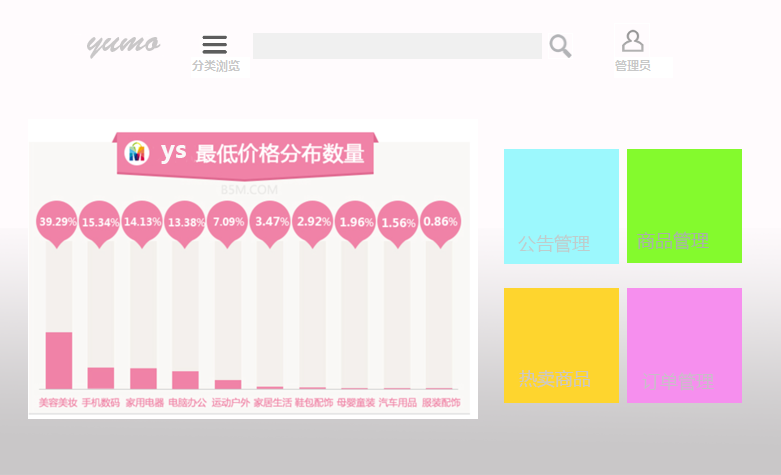 yumo
分类浏览
管理员
ys 最低价格分布数量
BSM.COM
39.29% 15.34% 14.13% 13.38% 7.09% 3.47% 2.92% 1.96% 1.56% 0.86%
美容美妆 手机数码 家用电器 电脑办公 运动户外 家居生活 鞋包配饰 母婴童装 汽车用品 服装配饰
公告管理
商品管理
拍卖商品
订单管理